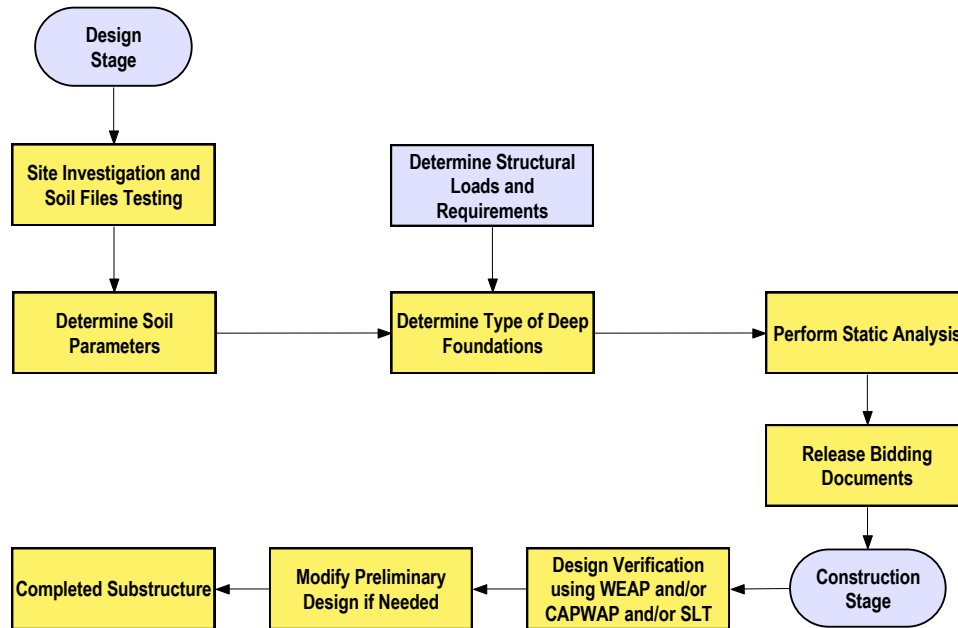 Design
Stage
Site Investigation and
Soil Files Testing
Determine Structural
Loads and
Requirements
Determine Soil
Parameters
Determine Type of Deep
Foundations
Perform Static Analysis
Release Bidding
Documents
Completed Substructure
Modify Preliminary
Design if Needed
Design Verification
using WEAP and/or
CAPWAP and/or SLT
Construction
Stage